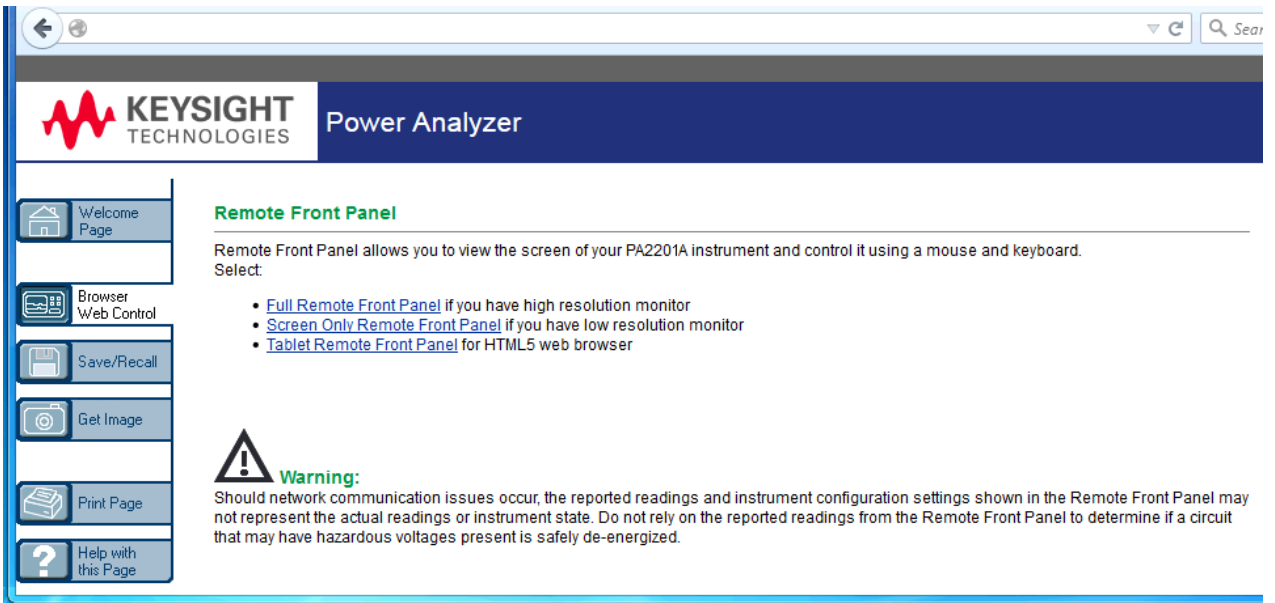 Sear
KEYSIGHT
TECHNOLOGIES
Power Analyzer
Welcome
Page
Browser
Web Control
Save/Recall
Get Image
Print Page
Help with
this Page
Remote Front Panel
Remote Front Panel allows you to view the screen of your PA2201A instrument and control it using a mouse and keyboard.
Select:
• Full Remote Front Panel if you have high resolution monitor
• Screen Only Remote Front Panel if you have low resolution monitor
• Tablet Remote Front Panel for HTML5 web browser
Warning:
Should network communication issues occur, the reported readings and instrument configuration settings shown in the Remote Front Panel may
not represent the actual readings or instrument state. Do not rely on the reported readings from the Remote Front Panel to determine if a circuit
that may have hazardous voltages present is safely de-energized.